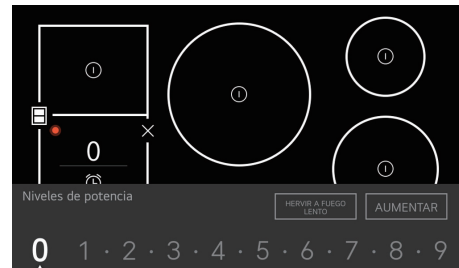 0
Niveles de potencia
HERVIR A FUEGO
LENTO
AUMENTAR
0 1 · 2 · 3 · 4 · 5 · 6 · 7 · 8 · 9